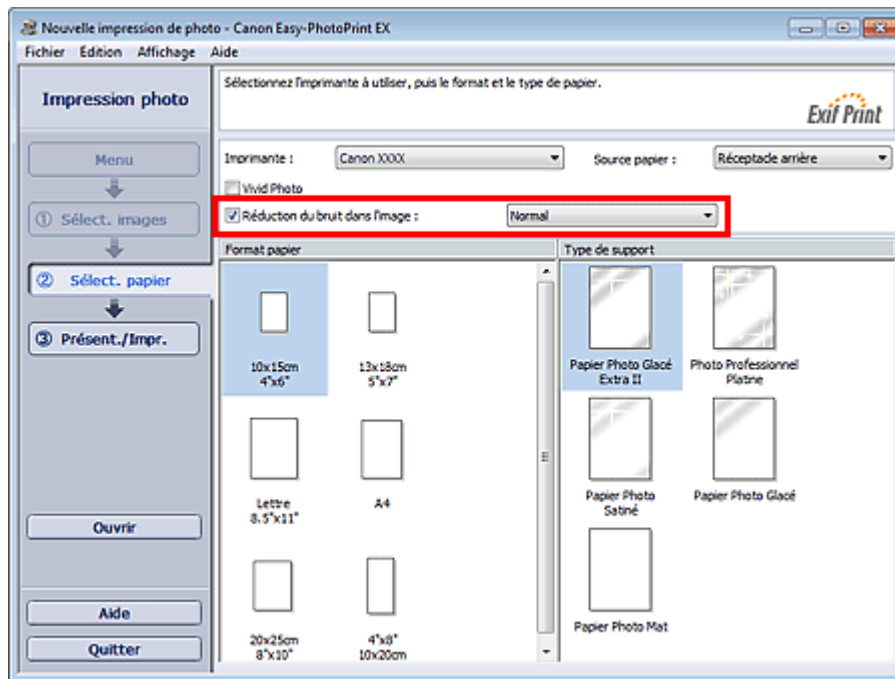 Nouvelle impression de photo - Canon Easy-PhotoPrint EX
Fichier Edition Affichage Aide
Impression photo
Sélectionnez l'imprimante à utiliser, puis le format et le type de papier.
Exif Print
Menu
① Sélect. images
② Sélect. papier
③ Présent./Impr.
Ouvrir
Aide
Quitter
Imprimante :
Canon XXXX
Source papier :
Réceptacle arrière
Vivid Photo
Réduction du bruit dans l'image :
Normal
Format papier
10x15cm
4"x6"
13x18cm
5"x7"
Lettre
8.5"x11"
A4
20x25cm
8"x10"
4"x8"
10x20cm
Type de support
Papier Photo Glacé
Extra II
Photo Professionnel
Platine
Papier Photo
Satiné
Papier Photo Glacé
Papier Photo Mat